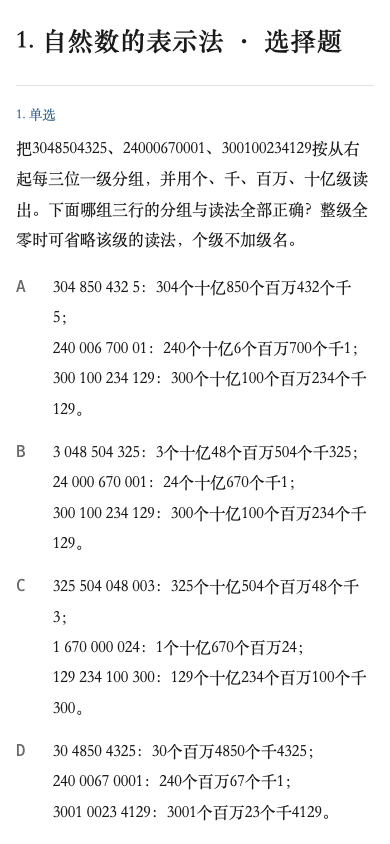 1. 自然数的表示法 · 选择题
1. 单选
把3048504325、24000670001、300100234129按从右
起每三位一级分组，并用个、千、百万、十亿级读
出。下面哪组三行的分组与读法全部正确？整级全
零时可省略该级的读法，个级不加级名。
A 304 850 432 5：304个十亿850个百万432个千
5；
240 006 700 01：240个十亿6个百万700个千1；
300 100 234 129：300个十亿100个百万234个千
129。
B 3 048 504 325：3个十亿48个百万504个千325；
24 000 670 001：24个十亿670个千1；
300 100 234 129：300个十亿100个百万234个千
129。
C 325 504 048 003：325个十亿504个百万48个千
3；
1 670 000 024：1个十亿670个百万24；
129 234 100 300：129个十亿234个百万100个千
300。
D 30 4850 4325：30个百万4850个千4325；
240 0067 0001：240个百万67个千1；
3001 0023 4129：3001个百万23个千4129。